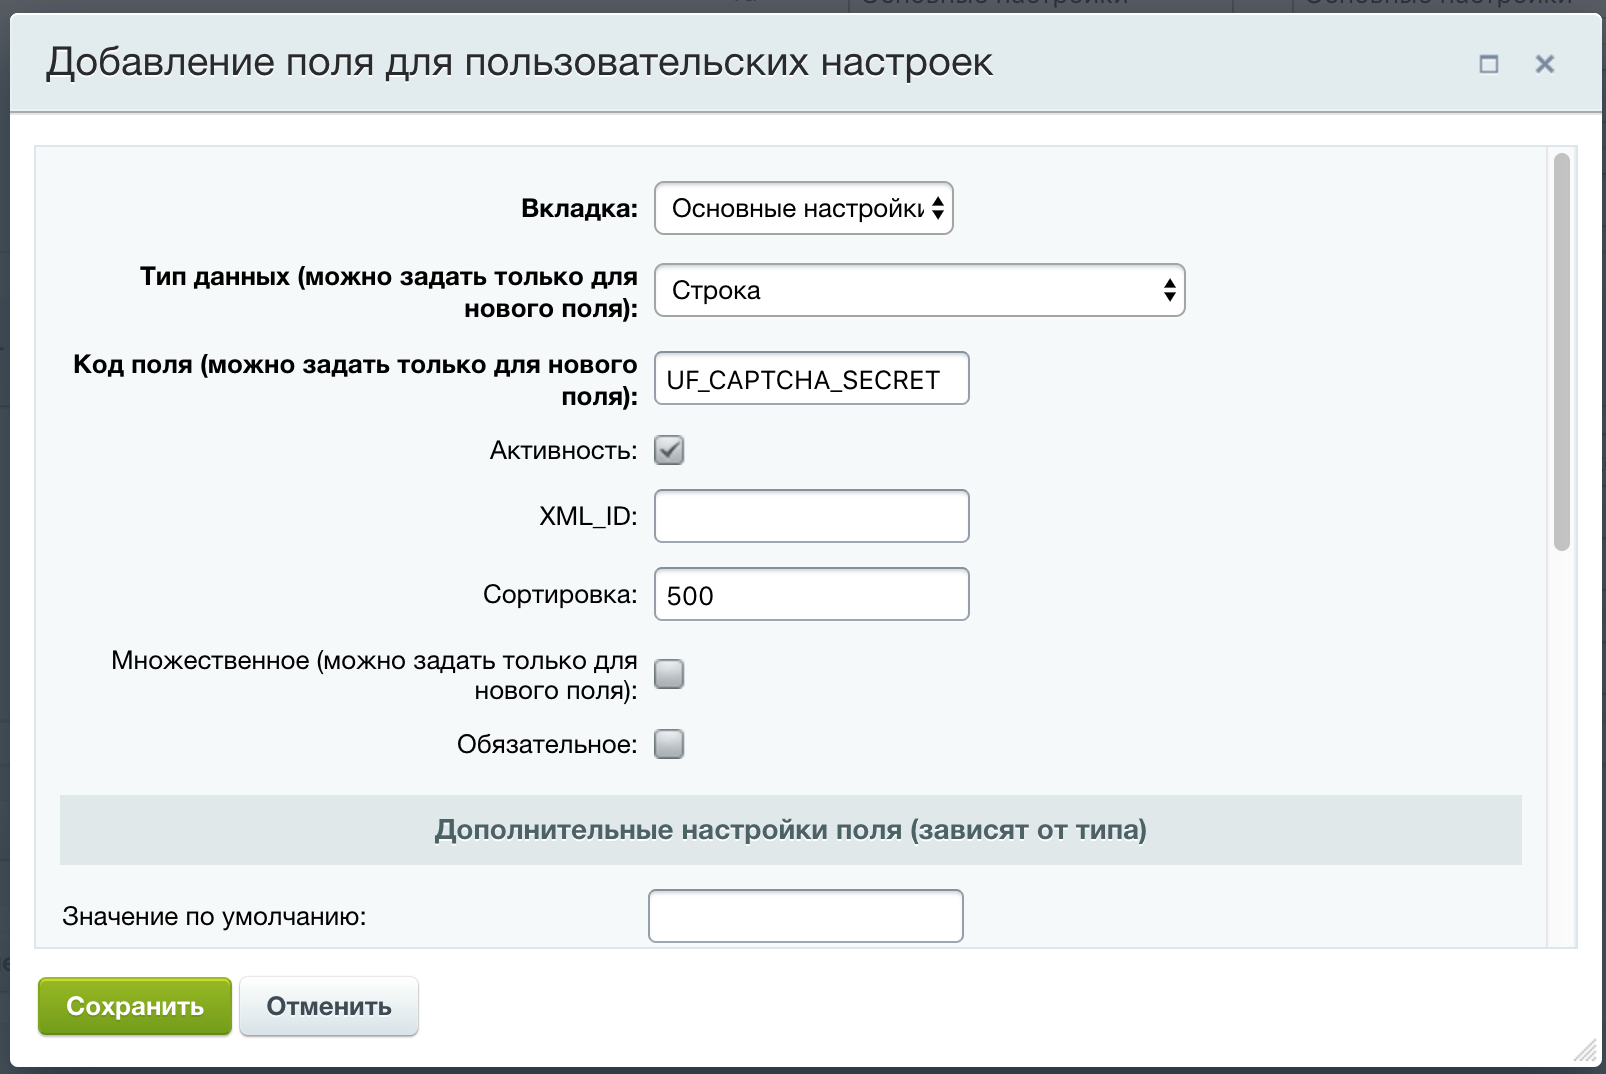 Добавление поля для пользовательских настроек
Вкладка: Основные настройки
Тип данных (можно задать только для
нового поля): Строка
Код поля (можно задать только для нового
поля): UF_CAPTCHA_SECRET
Активность:
XML_ID:
Сортировка: 500
Множественное (можно задать только для
нового поля):
Обязательное:
Дополнительные настройки поля (зависят от типа)
Значение по умолчанию:
Сохранить Отменить